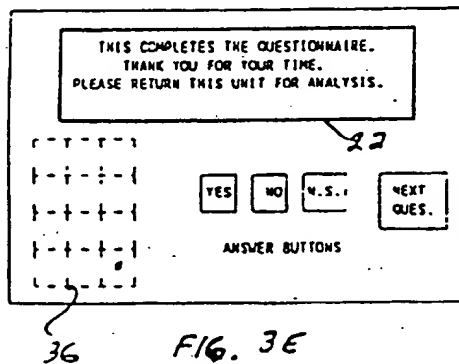 THIS COMPLETES THE QUESTIONNAIRE.
THANK YOU FOR YOUR TIME.
PLEASE RETURN THIS UNIT FOR ANALYSIS.
22
YES NO N.S. NEXT
QUES.
ANSWER BUTTONS
36
FIG. 3E